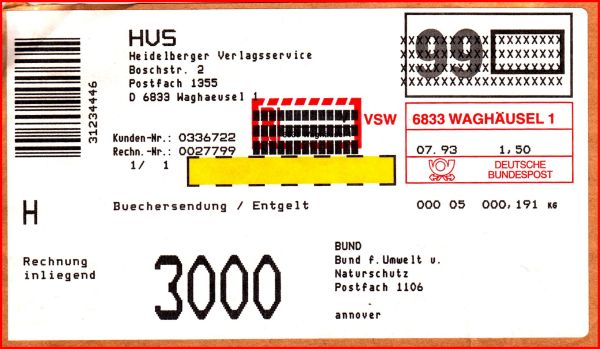 HVS
Heidelberger Verlagsservice
Boschstr. 2
Postfach 1355
D 6833 Waghaeusel 1
31234446
99
VSW
6833 WAGHÄUSEL 1
Kunden-Nr.: 0336722
Rechn.-Nr.: 0027799
1/ 1
07.93 1,50
DEUTSCHE
BUNDESPOST
H
Buechersendung / Entgelt
000 05 000,191 KG
Rechnung
inliegend
3000
BUND
Bund f. Umwelt u.
Naturschutz
Postfach 1106
annover